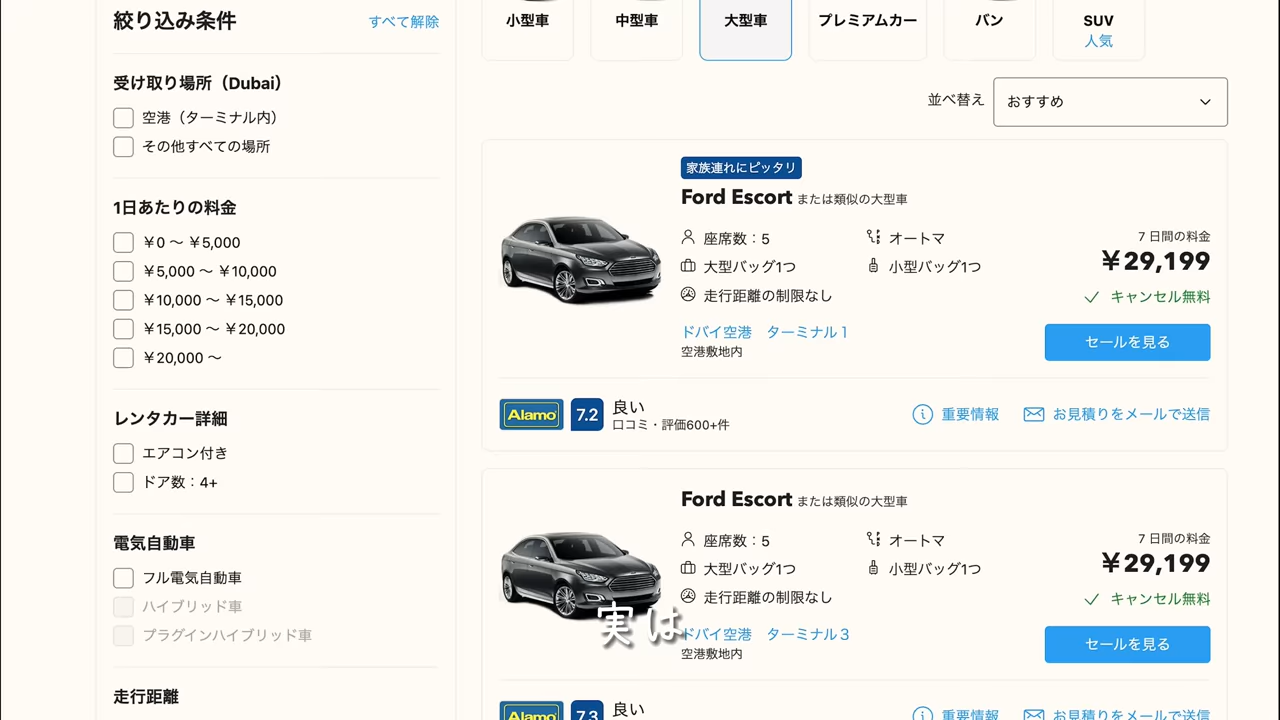 絞り込み条件
すべて解除
受け取り場所（Dubai）
空港（ターミナル内）
その他すべての場所
1日あたりの料金
¥0 〜 ¥5,000
¥5,000 〜 ¥10,000
¥10,000 〜 ¥15,000
¥15,000 〜 ¥20,000
¥20,000 〜
レンタカー詳細
エアコン付き
ドア数：4+
電気自動車
フル電気自動車
ハイブリッド車
プラグインハイブリッド車
走行距離
小型車
中型車
大型車
プレミアムカー
バン
SUV
人気
並べ替え
おすすめ
家族連れにピッタリ
Ford Escort または類似の大型車
座席数：5
オートマ
大型バッグ1つ
小型バッグ1つ
走行距離の制限なし
ドバイ空港　ターミナル 1
空港敷地内
7 日間の料金
¥29,199
キャンセル無料
セールを見る
Alamo
7.2
良い
口コミ・評価600+件
重要情報
お見積りをメールで送信
Ford Escort または類似の大型車
座席数：5
オートマ
大型バッグ1つ
小型バッグ1つ
走行距離の制限なし
ドバイ空港　ターミナル 3
空港敷地内
7 日間の料金
¥29,199
キャンセル無料
セールを見る
実は
Alamo
7.3
良い
重要情報
お見積りをメールで送信